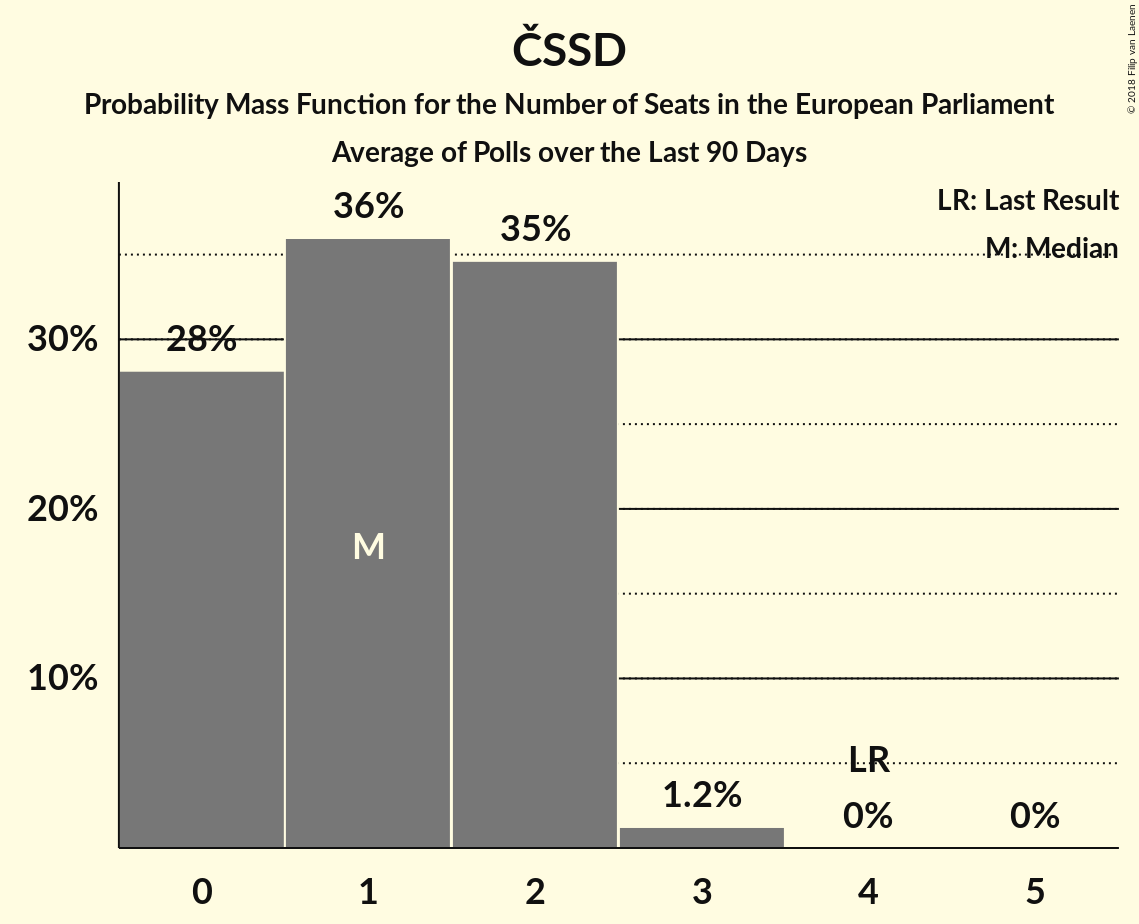 ČSSD
Probability Mass Function for the Number of Seats in the European Parliament
Average of Polls over the Last 90 Days
© 2018 Filip van Laenen
LR: Last Result
M: Median
36%
35%
28%
30%
20%
10%
M
LR
1.2%
0%
0%
0 1 2 3 4 5